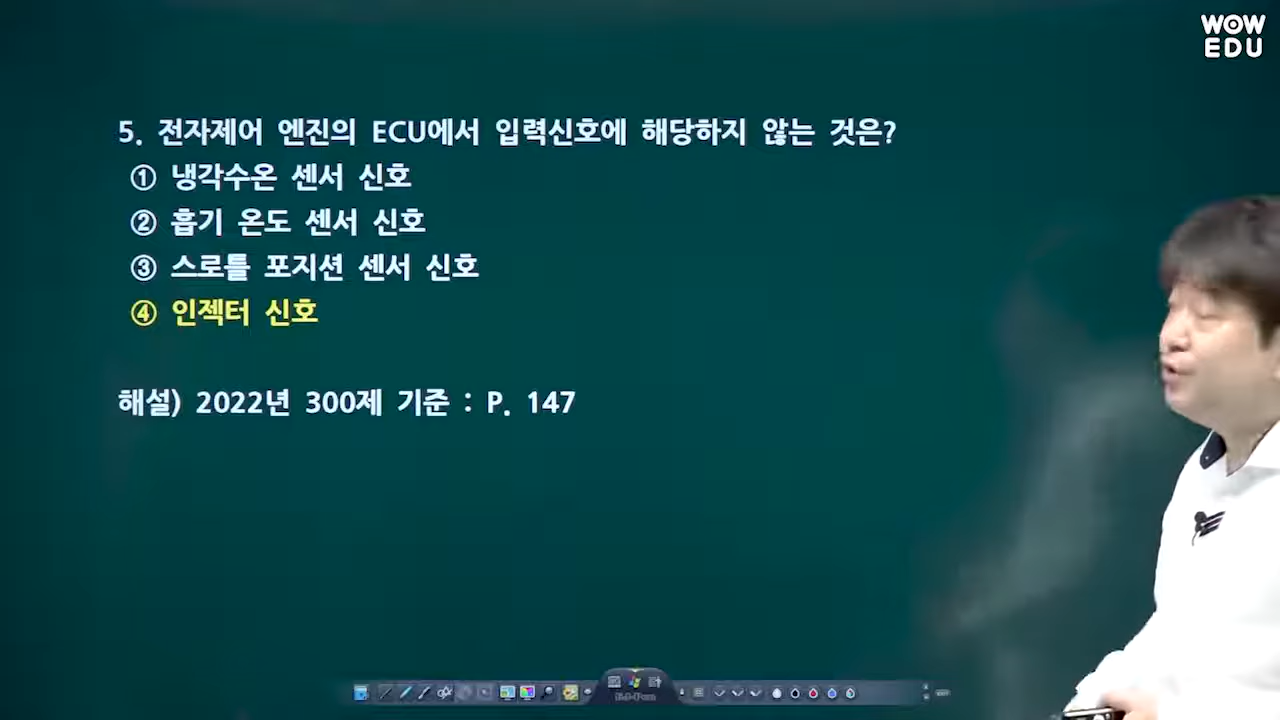 WOW
EDU
5. 전자제어 엔진의 ECU에서 입력신호에 해당하지 않는 것은?
① 냉각수온 센서 신호
② 흡기 온도 센서 신호
③ 스로틀 포지션 센서 신호
④ 인젝터 신호
해설) 2022년 300제 기준 : P. 147